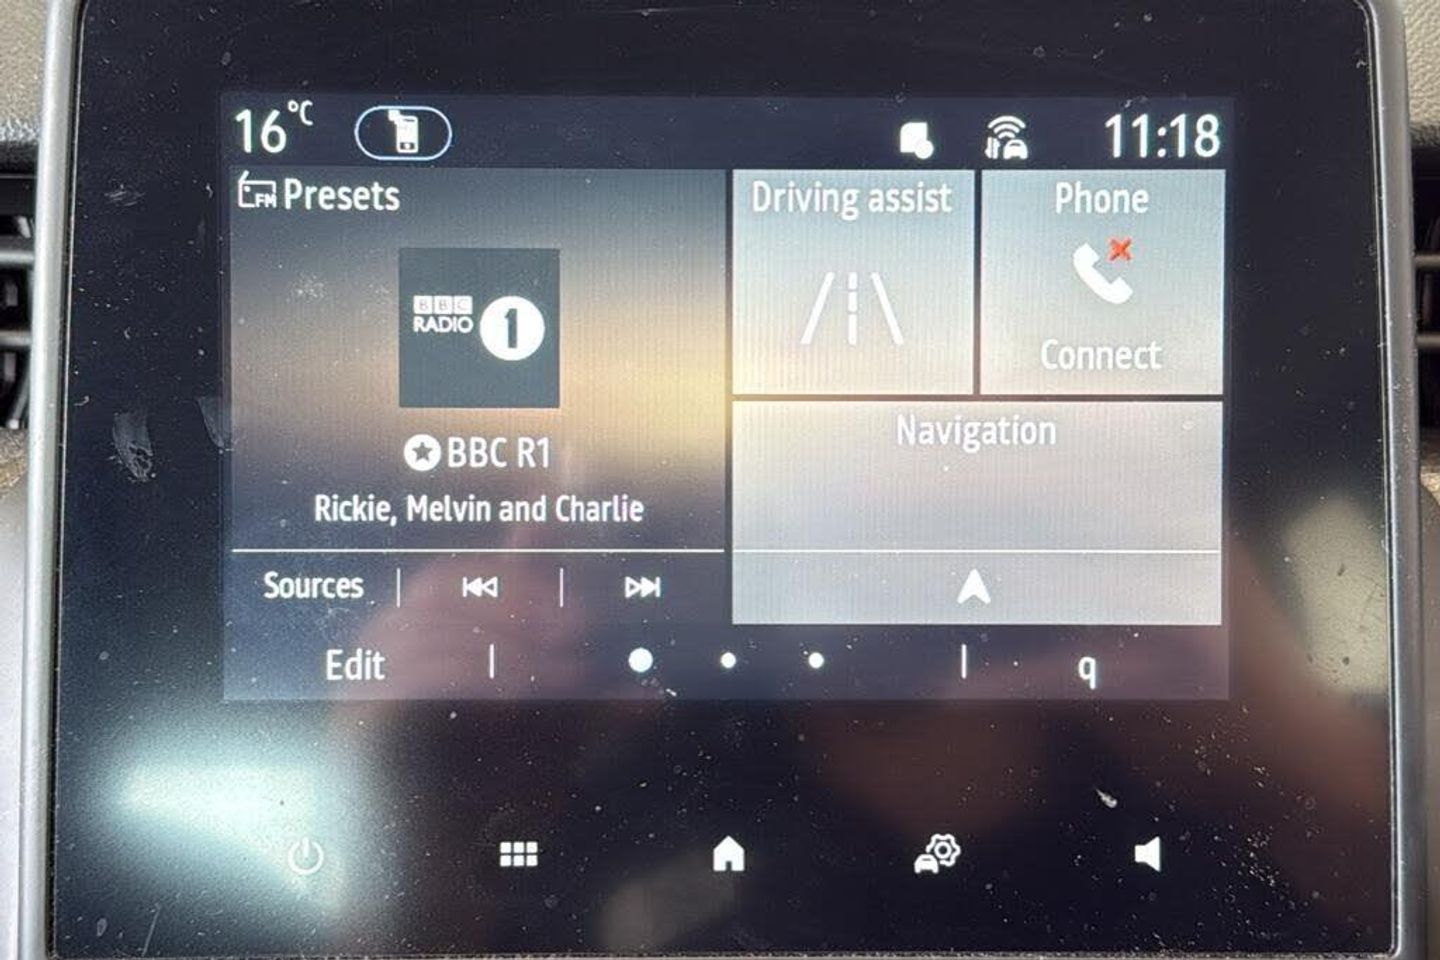 16°C
11:18
FM Presets
BBC
RADIO 1
BBC R1
Rickie, Melvin and Charlie
Sources
Driving assist
Phone
Connect
Navigation
Edit
q